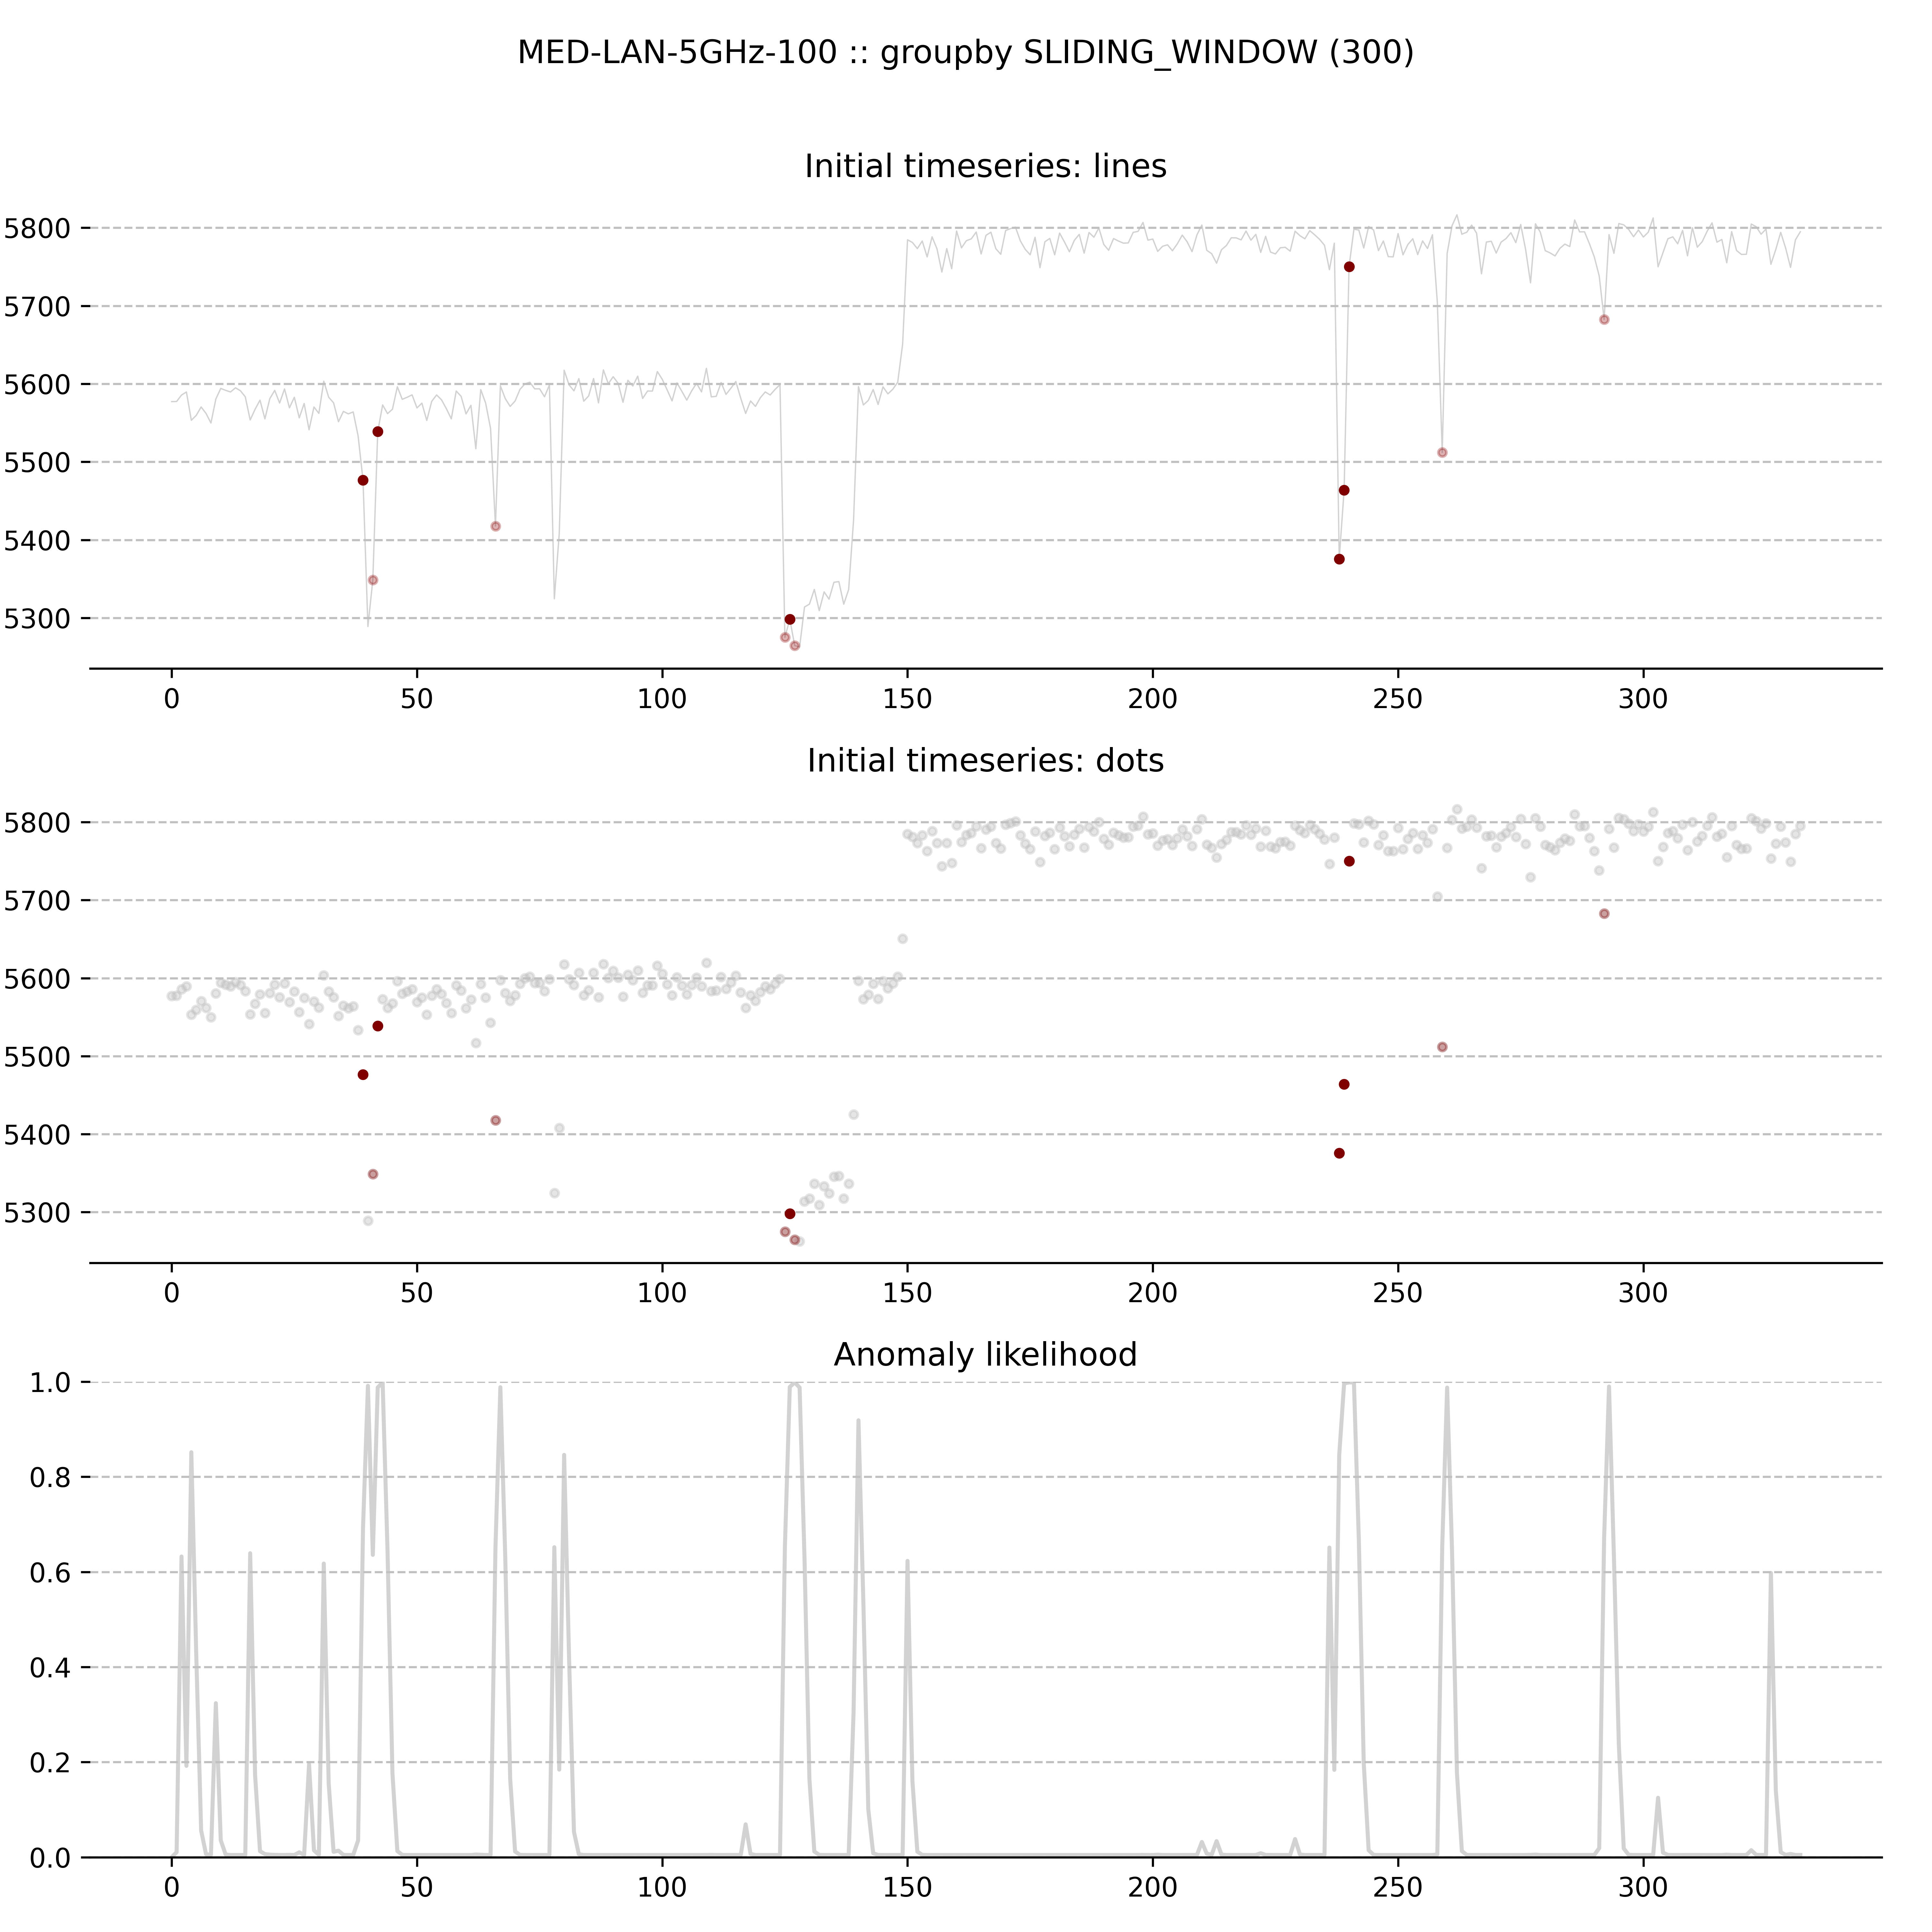 MED-LAN-5GHz-100 :: groupby SLIDING_WINDOW (300)
Initial timeseries: lines
5800
5700
5600
5500
5400
5300
0 50 100 150 200 250 300
Initial timeseries: dots
5800
5700
5600
5500
5400
5300
0 50 100 150 200 250 300
Anomaly likelihood
1.0
0.8
0.6
0.4
0.2
0.0
0 50 100 150 200 250 300